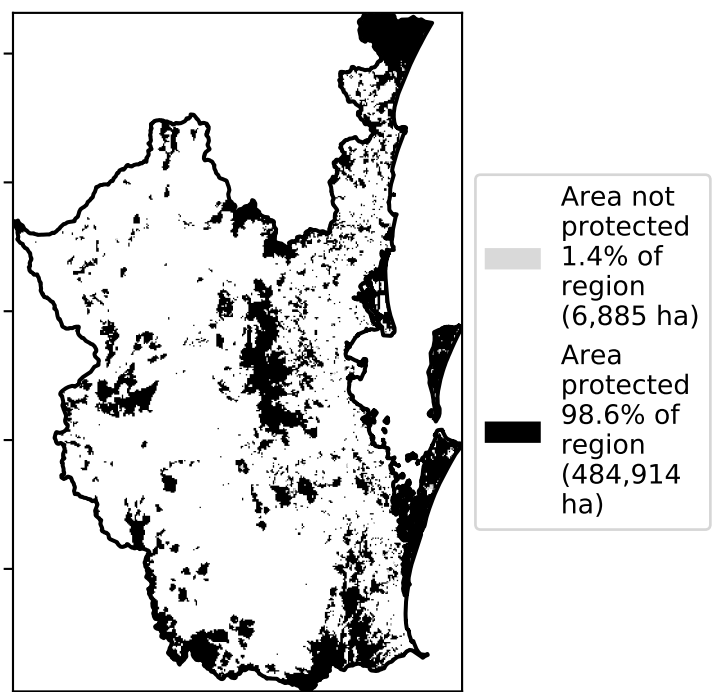 Area not
protected
1.4% of
region
(6,885 ha)
Area
protected
98.6% of
region
(484,914
ha)